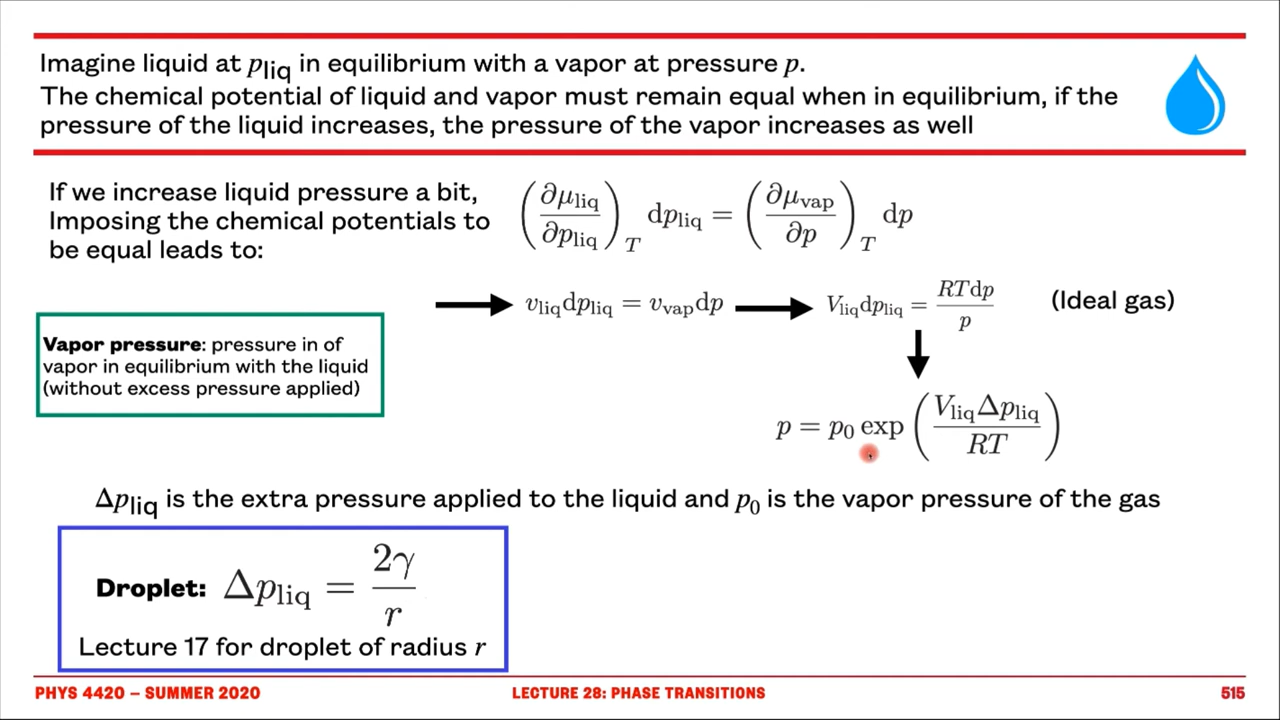 Imagine liquid at p_liq in equilibrium with a vapor at pressure p.
The chemical potential of liquid and vapor must remain equal when in equilibrium, if the
pressure of the liquid increases, the pressure of the vapor increases as well
If we increase liquid pressure a bit,
Imposing the chemical potentials to
be equal leads to:
(∂μ_liq/∂p_liq)_T dp_liq = (∂μ_vap/∂p)_T dp
v_liq dp_liq = v_vap dp
V_liq dp_liq = RTdp/p
(Ideal gas)
Vapor pressure: pressure in of
vapor in equilibrium with the liquid
(without excess pressure applied)
p = p_0 exp(V_liq Δp_liq/RT)
Δp_liq is the extra pressure applied to the liquid and p_0 is the vapor pressure of the gas
Droplet: Δp_liq = 2γ/r
Lecture 17 for droplet of radius r
PHYS 4420 – SUMMER 2020
LECTURE 28: PHASE TRANSITIONS
515